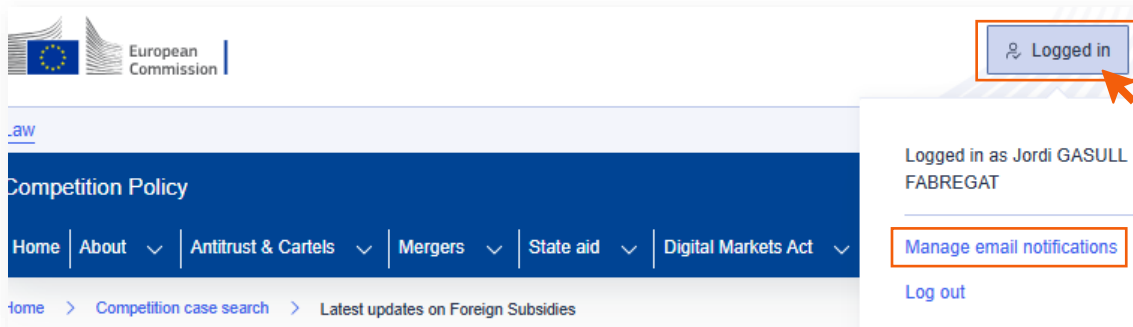 European
Commission
Logged in
Law
Logged in as Jordi GASULL
FABREGAT
Competition Policy
Home About Antitrust & Cartels Mergers State aid Digital Markets Act
Manage email notifications
Log out
Home > Competition case search > Latest updates on Foreign Subsidies